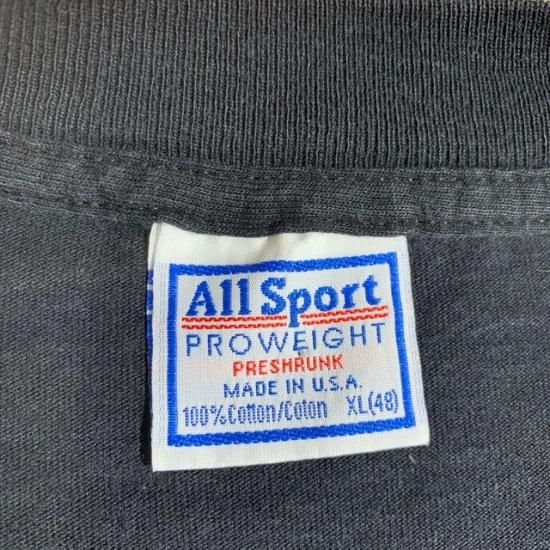 All Sport
PROWEIGHT
PRESHRUNK
MADE IN U.S.A.
100%Cotton/Coton XL(48)